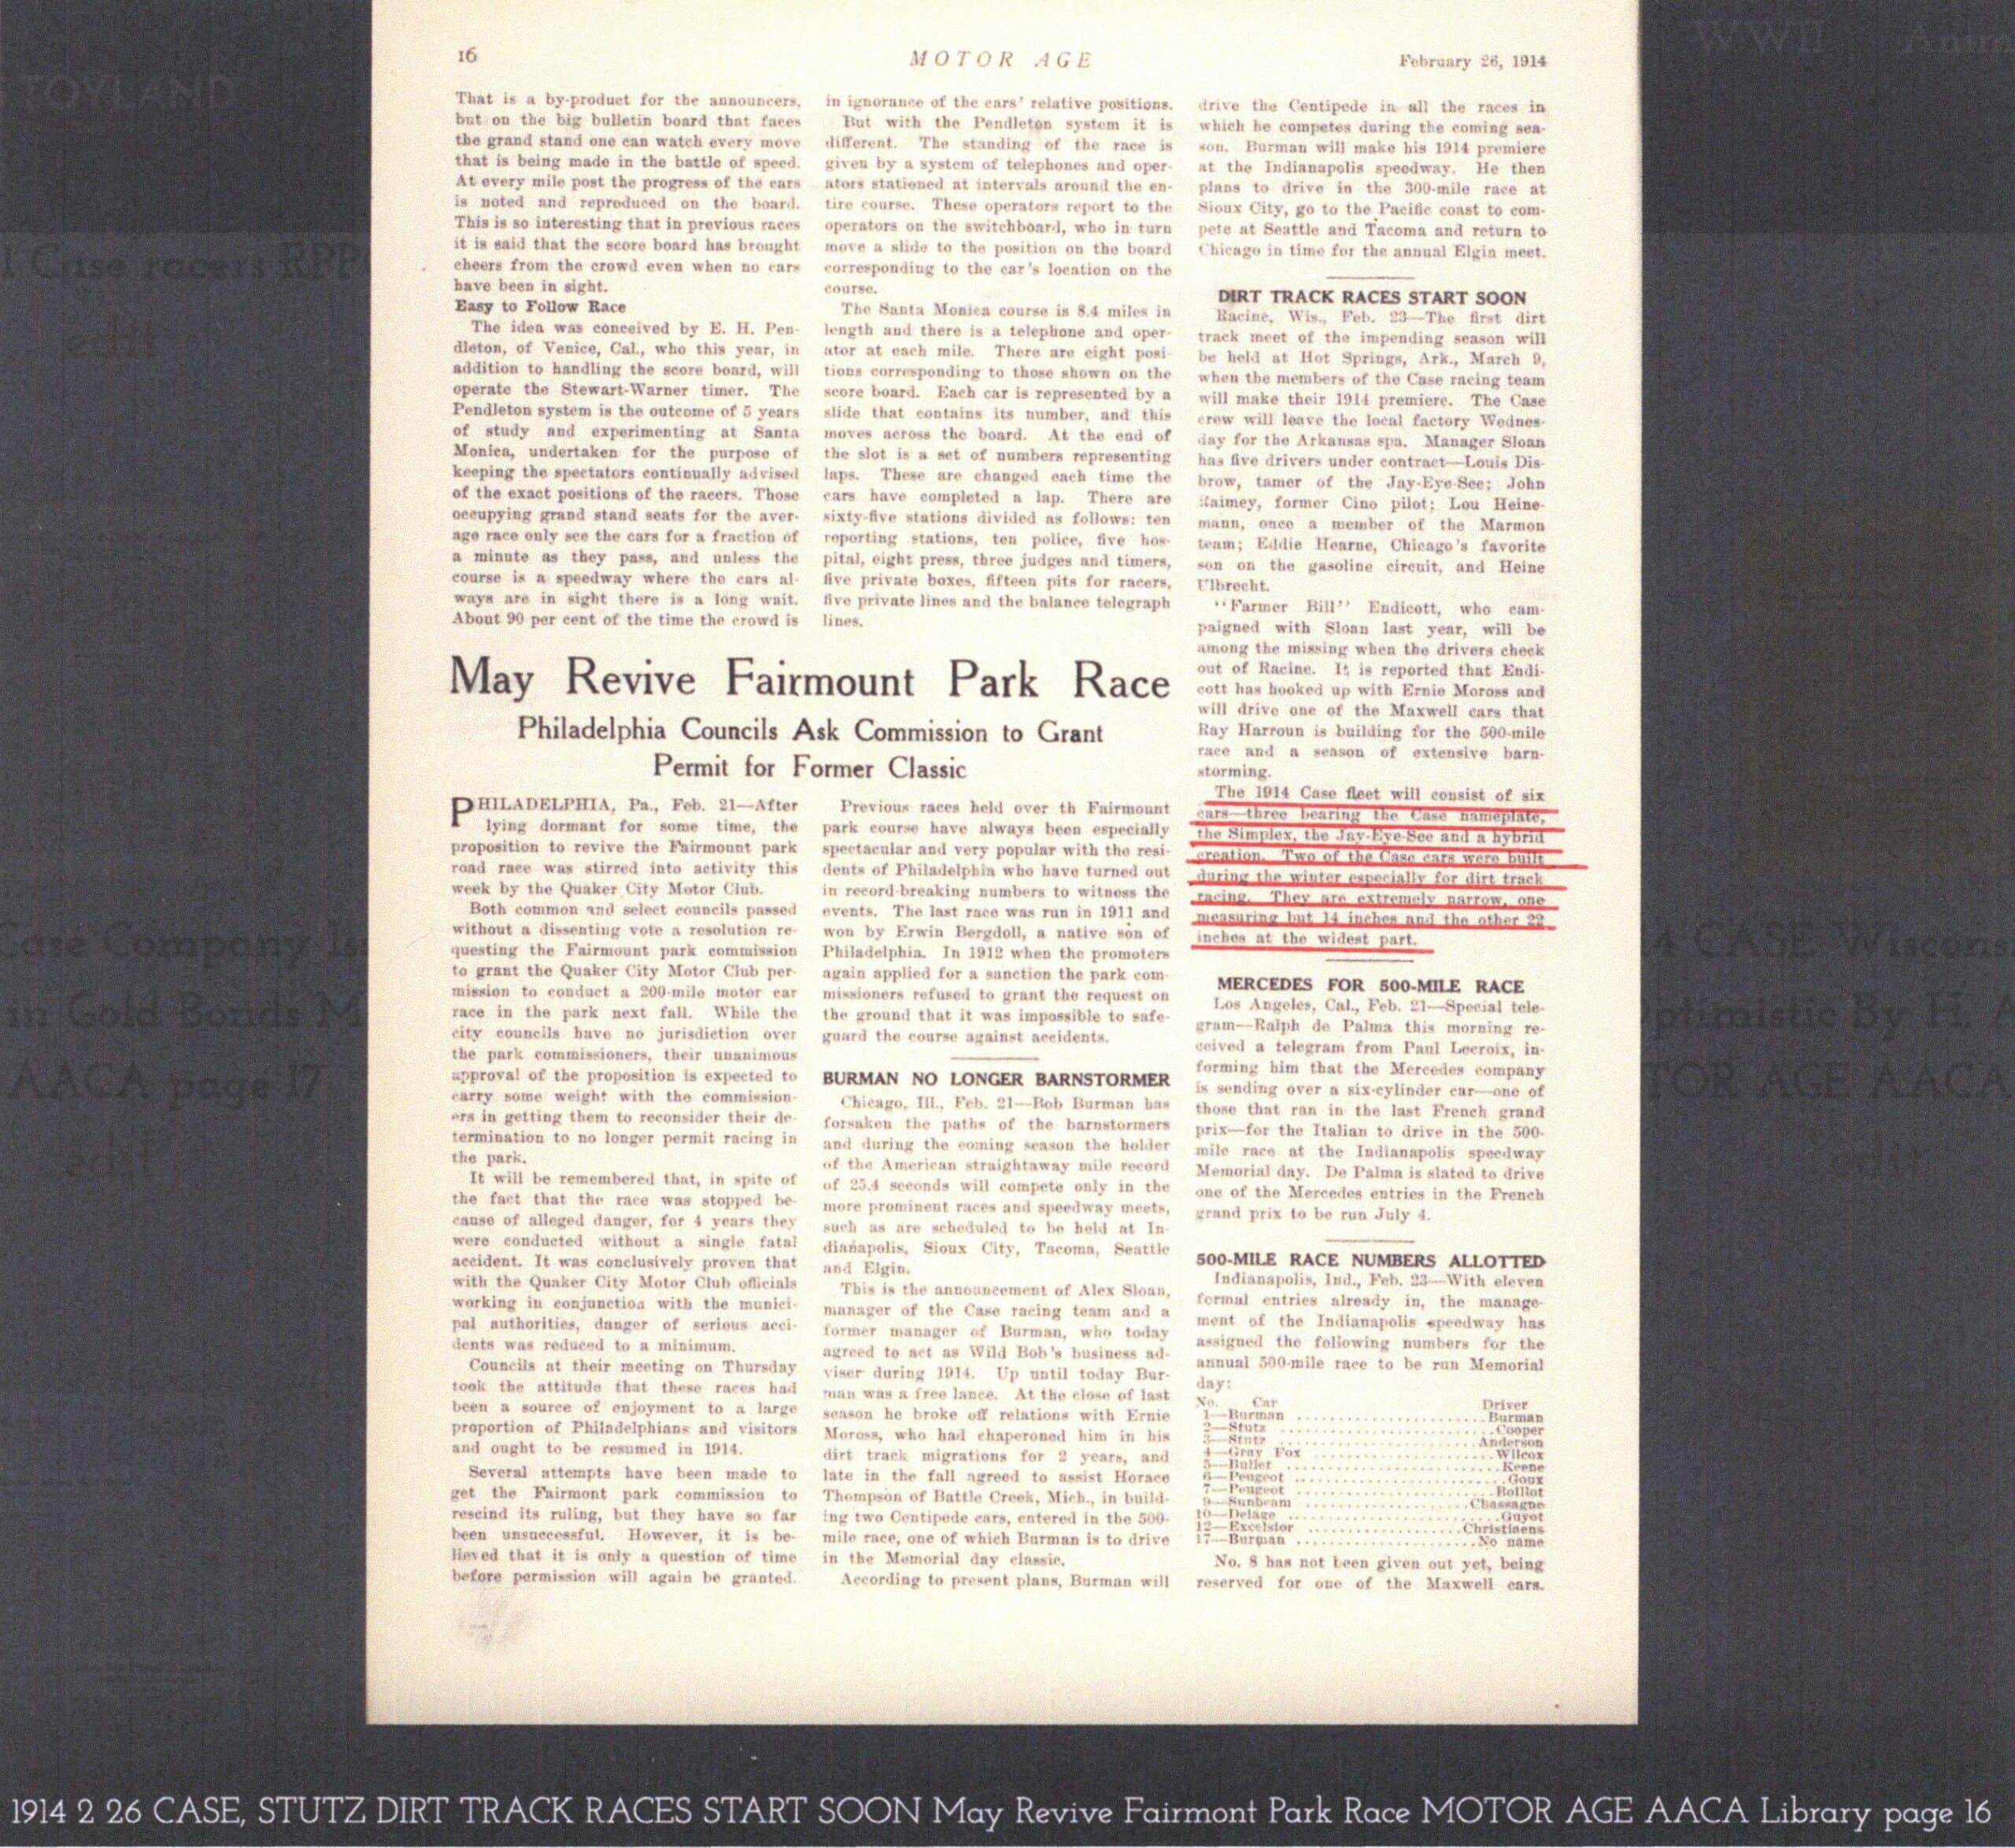 16
MOTOR AGE
February 26, 1914
That is a by-product for the announcers,
but on the big bulletin board that faces
the grand stand one can watch every move
that is being made in the battle of speed.
At every mile post the progress of the cars
is noted and reproduced on the board.
This is so interesting that in previous races
it is said that the score board has brought
cheers from the crowd even when no cars
have been in sight.
Easy to Follow Race
The idea was conceived by E. H. Pen-
dleton, of Venice, Cal., who this year, in
addition to handling the score board, will
operate the Stewart-Warner timer. The
Pendleton system is the outcome of 5 years
of study and experimenting at Santa
Monica, undertaken for the purpose of
keeping the spectators continually advised
of the exact positions of the racers. Those
occupying grand stand seats for the aver-
age race only see the cars for a fraction of
a minute as they pass, and unless the
course is a speedway where the cars al-
ways are in sight there is a long wait.
About 90 per cent of the time the crowd is
in ignorance of the cars' relative positions.
But with the Pendleton system it is
different. The standing of the race is
given by a system of telephones and oper-
ators stationed at intervals around the en-
tire course. These operators report to the
operators on the switchboard, who in turn
move a slide to the position on the board
corresponding to the car's location on the
course.
The Santa Monica course is 8.4 miles in
length and there is a telephone and oper-
ator at each mile. There are eight posi-
tions corresponding to those shown on the
score board. Each car is represented by a
slide that contains its number, and this
moves across the board. At the end of
the slot is a set of numbers representing
laps. These are changed each time the
cars have completed a lap. There are
sixty-five stations divided as follows: ten
reporting stations, ten police, five hos-
pital, eight press, three judges and timers,
five private boxes, fifteen pits for racers,
five private lines and the balance telegraph
lines.
May Revive Fairmount Park Race
Philadelphia Councils Ask Commission to Grant
Permit for Former Classic
PHILADELPHIA, Pa., Feb. 21—After
lying dormant for some time, the
proposition to revive the Fairmount park
road race was stirred into activity this
week by the Quaker City Motor Club.
Both common and select councils passed
without a dissenting vote a resolution re-
questing the Fairmount park commission
to grant the Quaker City Motor Club per-
mission to conduct a 200-mile motor car
race in the park next fall. While the
city councils have no jurisdiction over
the park commissioners, their unanimous
approval of the proposition is expected to
carry some weight with the commission-
ers in getting them to reconsider their de-
termination to no longer permit racing in
the park.
It will be remembered that, in spite of
the fact that the race was stopped be-
cause of alleged danger, for 4 years they
were conducted without a single fatal
accident. It was conclusively proven that
with the Quaker City Motor Club officials
working in conjunction with the munici-
pal authorities, danger of serious acci-
dents was reduced to a minimum.
Councils at their meeting on Thursday
took the attitude that these races had
been a source of enjoyment to a large
proportion of Philadelphians and visitors
and ought to be resumed in 1914.
Several attempts have been made to
get the Fairmont park commission to
rescind its ruling, but they have so far
been unsuccessful. However, it is be-
lieved that it is only a question of time
before permission will again be granted.
Previous races held over th Fairmount
park course have always been especially
spectacular and very popular with the resi-
dents of Philadelphia who have turned out
in record-breaking numbers to witness the
events. The last race was run in 1911 and
won by Erwin Bergdoll, a native son of
Philadelphia. In 1912 when the promoters
again applied for a sanction the park com-
missioners refused to grant the request on
the ground that it was impossible to safe-
guard the course against accidents.
BURMAN NO LONGER BARNSTORMER
Chicago, Ill., Feb. 21—Bob Burman has
forsaken the paths of the barnstormers
and during the coming season the holder
of the American straightaway mile record
of 25.4 seconds will compete only in the
more prominent races and speedway meets,
such as are scheduled to be held at In-
dianapolis, Sioux City, Tacoma, Seattle
and Elgin.
This is the announcement of Alex Sloan,
manager of the Case racing team and a
former manager of Burman, who today
agreed to act as Wild Bob's business ad-
viser during 1914. Up until today Bur-
man was a free lance. At the close of last
season he broke off relations with Ernie
Moross, who had chaperoned him in his
dirt track migrations for 2 years, and
late in the fall agreed to assist Horace
Thompson of Battle Creek, Mich., in build-
ing two Centipede cars, entered in the 500-
mile race, one of which Burman is to drive
in the Memorial day classic.
According to present plans, Burman will
drive the Centipede in all the races in
which he competes during the coming sea-
son. Burman will make his 1914 premiere
at the Indianapolis speedway. He then
plans to drive in the 300-mile race at
Sioux City, go to the Pacific coast to com-
pete at Seattle and Tacoma and return to
Chicago in time for the annual Elgin meet.
DIRT TRACK RACES START SOON
Racine, Wis., Feb. 23—The first dirt
track meet of the impending season will
be held at Hot Springs, Ark., March 9,
when the members of the Case racing team
will make their 1914 premiere. The Case
crew will leave the local factory Wednes-
day for the Arkansas spa. Manager Sloan
has five drivers under contract—Louis Dis-
brow, tamer of the Jay-Eye-See; John
Raimey, former Cino pilot; Lou Heine-
mann, once a member of the Marmon
team; Eddie Hearne, Chicago's favorite
son on the gasoline circuit, and Heine
Ulbrecht.
"Farmer Bill" Endicott, who cam-
paigned with Sloan last year, will be
among the missing when the drivers check
out of Racine. It is reported that Endi-
cott has hooked up with Ernie Moross and
will drive one of the Maxwell cars that
Ray Harroun is building for the 500-mile
race and a season of extensive barn-
storming.
The 1914 Case fleet will consist of six
cars—three bearing the Case nameplate,
the Simplex, the Jay-Eye-See and a hybrid
creation. Two of the Case cars were built
during the winter especially for dirt track
racing. They are extremely narrow, one
measuring but 14 inches and the other 22
inches at the widest part.
MERCEDES FOR 500-MILE RACE
Los Angeles, Cal., Feb. 21—Special tele-
gram—Ralph de Palma this morning re-
ceived a telegram from Paul Lecroix, in-
forming him that the Mercedes company
is sending over a six-cylinder car—one of
those that ran in the last French grand
prix—for the Italian to drive in the 500-
mile race at the Indianapolis speedway
Memorial day. De Palma is slated to drive
one of the Mercedes entries in the French
grand prix to be run July 4.
500-MILE RACE NUMBERS ALLOTTED
Indianapolis, Ind., Feb. 23—With eleven
formal entries already in, the manage-
ment of the Indianapolis speedway has
assigned the following numbers for the
annual 500-mile race to be run Memorial
day:
No. Car Driver
1—Burman Burman
2—Stutz Cooper
3—Stutz Anderson
4—Gray Fox Wilcox
5—Bullet Keene
6—Peugeot Goux
7—Peugeot Boillot
9—Sunbeam Chassagne
10—Delage Guyot
12—Excelsior Christiaens
17—Burman No name
No. 8 has not been given out yet, being
reserved for one of the Maxwell cars.
TOYLAND
WWII Anim
Case racers RPP
edit
Case Company Is
in Gold Bonds M
AACA page 17
edit
4 CASE Wiscons
ptimistic By H A
TOR AGE AACA
1914 2 26 CASE, STUTZ DIRT TRACK RACES START SOON May Revive Fairmont Park Race MOTOR AGE AACA Library page 16